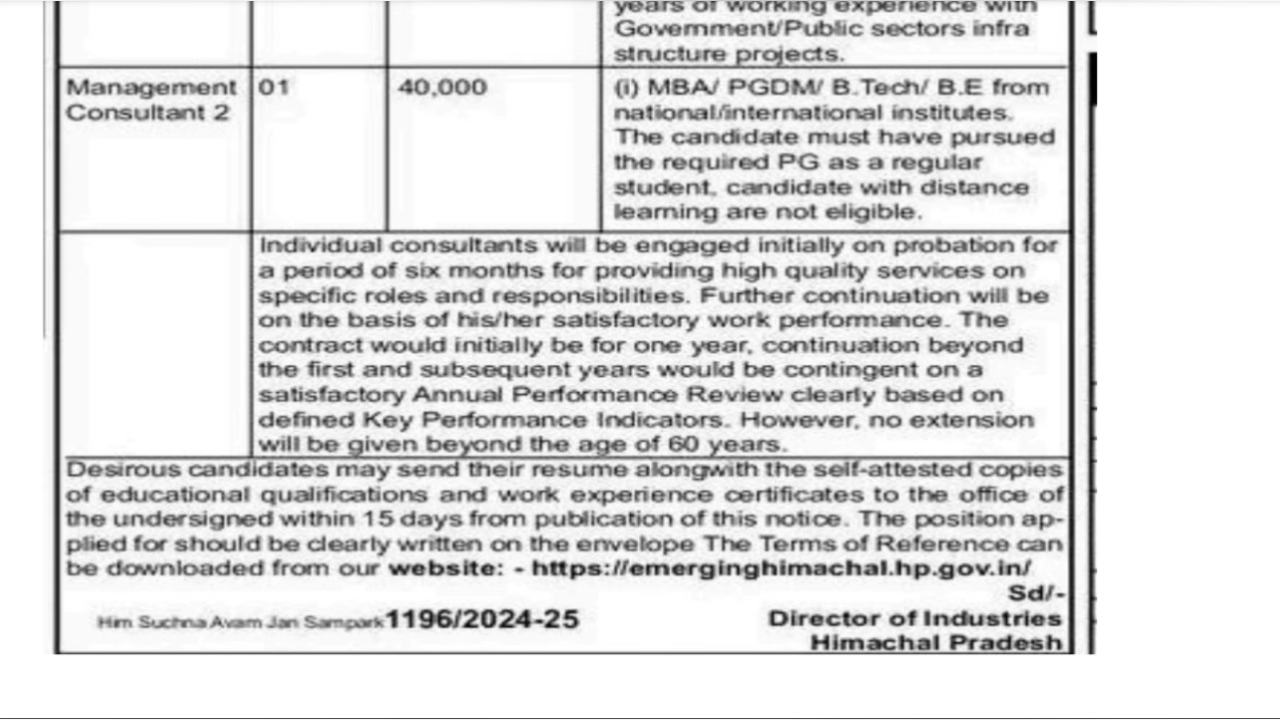 years of working experience with
Government/Public sectors infra
structure projects.
Management
Consultant 2
01
40,000
(i) MBA/ PGDM/ B.Tech/ B.E from
national/international institutes.
The candidate must have pursued
the required PG as a regular
student, candidate with distance
learning are not eligible.
Individual consultants will be engaged initially on probation for
a period of six months for providing high quality services on
specific roles and responsibilities. Further continuation will be
on the basis of his/her satisfactory work performance. The
contract would initially be for one year, continuation beyond
the first and subsequent years would be contingent on a
satisfactory Annual Performance Review clearly based on
defined Key Performance Indicators. However, no extension
will be given beyond the age of 60 years.
Desirous candidates may send their resume alongwith the self-attested copies
of educational qualifications and work experience certificates to the office of
the undersigned within 15 days from publication of this notice. The position ap-
plied for should be clearly written on the envelope The Terms of Reference can
be downloaded from our website: - https://emerginghimachal.hp.gov.in/
Sd/-
Him Suchna Avam Jan Sampark 1196/2024-25
Director of Industries
Himachal Pradesh